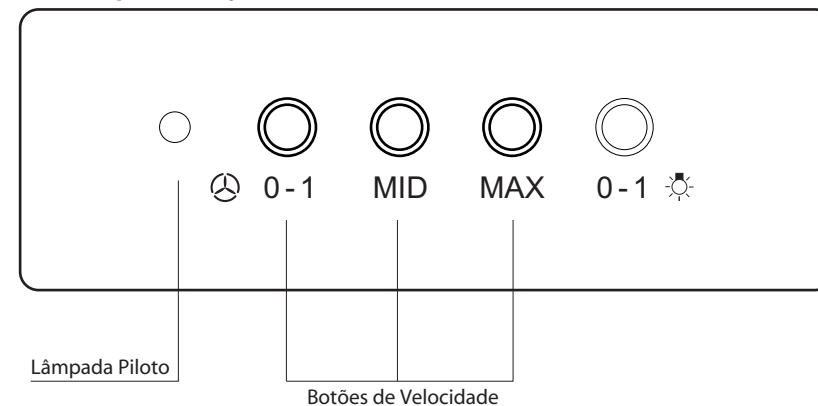 0 - 1 MID MAX 0 - 1
Lâmpada Piloto
Botões de Velocidade